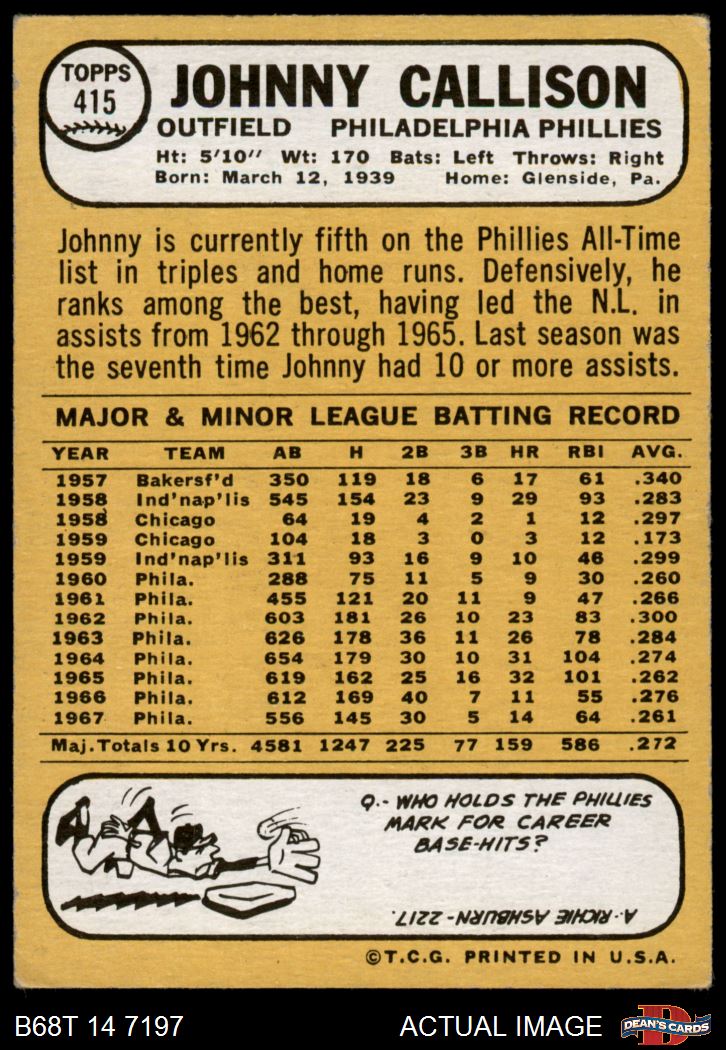 TOPPS
415
JOHNNY CALLISON
OUTFIELD PHILADELPHIA PHILLIES
Ht: 5'10" Wt: 170 Bats: Left Throws: Right
Born: March 12, 1939 Home: Glenside, Pa.
Johnny is currently fifth on the Phillies All-Time
list in triples and home runs. Defensively, he
ranks among the best, having led the N.L. in
assists from 1962 through 1965. Last season was
the seventh time Johnny had 10 or more assists.
MAJOR & MINOR LEAGUE BATTING RECORD
YEAR TEAM AB H 2B 3B HR RBI AVG.
1957 Bakersf'd 350 119 18 6 17 61 .340
1958 Ind'nap'lis 545 154 23 9 29 93 .283
1958 Chicago 64 19 4 2 1 12 .297
1959 Chicago 104 18 3 0 3 12 .173
1959 Ind'nap'lis 311 93 16 9 10 46 .299
1960 Phila. 288 75 11 5 9 30 .260
1961 Phila. 455 121 20 11 9 47 .266
1962 Phila. 603 181 26 10 23 83 .300
1963 Phila. 626 178 36 11 26 78 .284
1964 Phila. 654 179 30 10 31 104 .274
1965 Phila. 619 162 25 16 32 101 .262
1966 Phila. 612 169 40 7 11 55 .276
1967 Phila. 556 145 30 5 14 64 .261
Maj. Totals 10 Yrs. 4581 1247 225 77 159 586 .272
Q.- WHO HOLDS THE PHILLIES
MARK FOR CAREER
BASE-HITS?
A. RICHIE ASHBURN - 2217.
©T.C.G. PRINTED IN U.S.A.
B68T 14 7197 ACTUAL IMAGE
D
DEAN'S CARDS